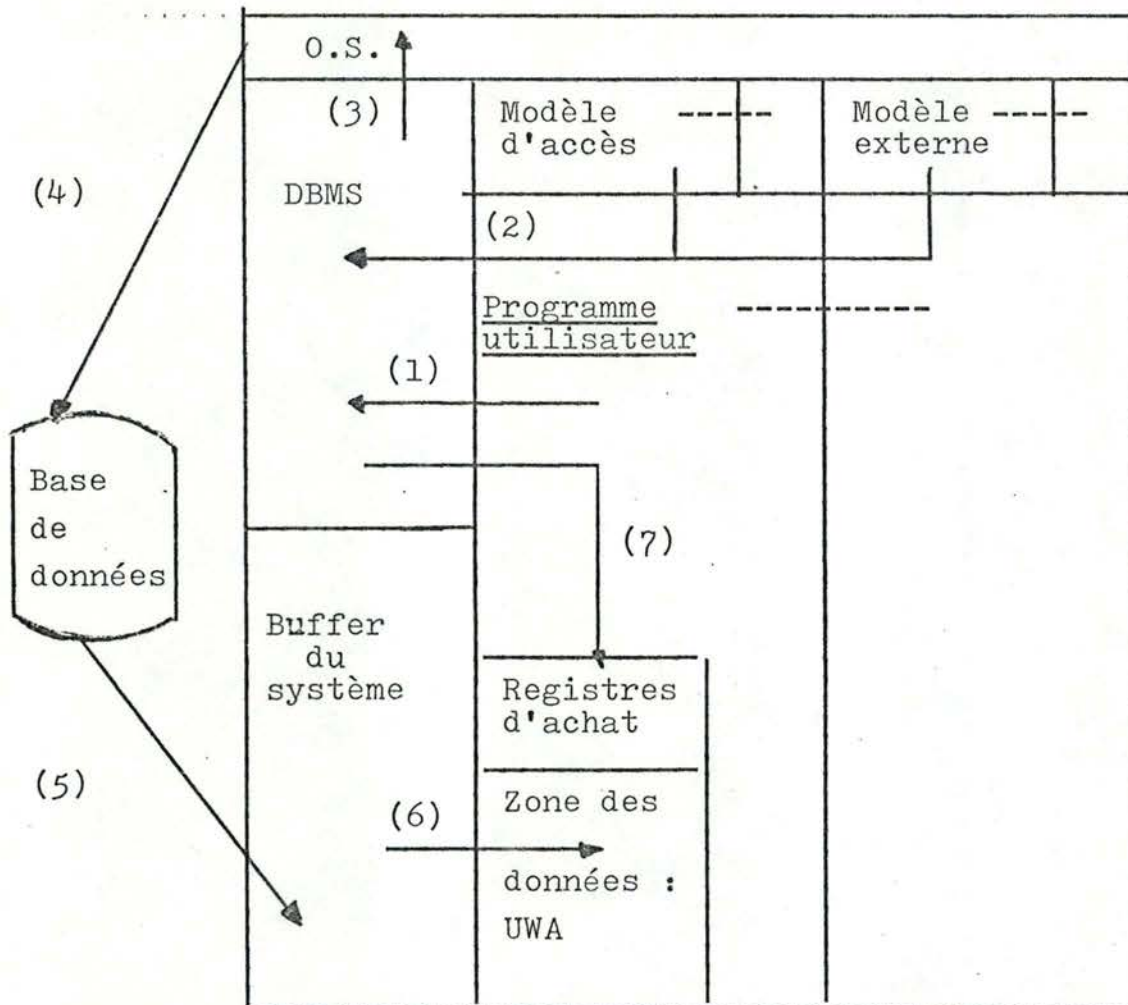 O.S.
(3)
Modèle
d'accès
Modèle
externe
(4)
DBMS
(2)
Programme
utilisateur
(1)
Base
de
données
(7)
Buffer
du
système
Registres
d'achat
(5)
(6)
Zone des
données :
UWA